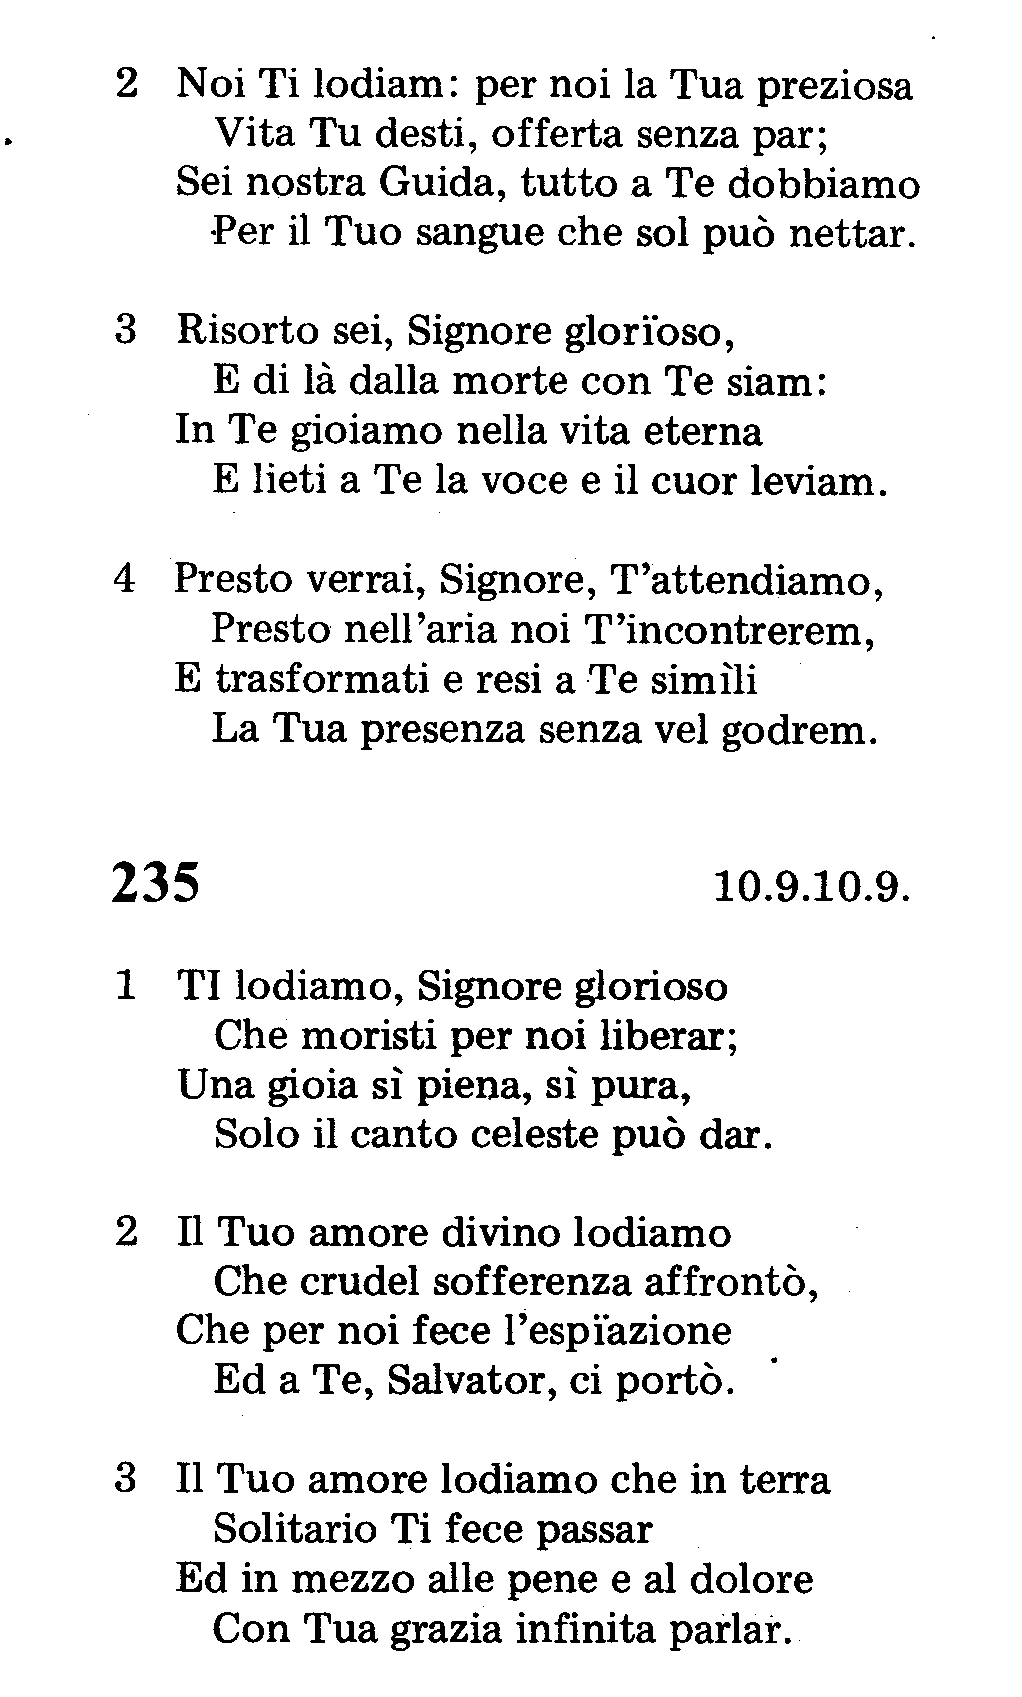 2 Noi Ti lodiam: per noi la Tua preziosa
Vita Tu desti, offerta senza par;
Sei nostra Guida, tutto a Te dobbiamo
Per il Tuo sangue che sol può nettar.
3 Risorto sei, Signore glorïoso,
E di là dalla morte con Te siam:
In Te gioiamo nella vita eterna
E lieti a Te la voce e il cuor leviam.
4 Presto verrai, Signore, T'attendiamo,
Presto nell'aria noi T'incontrerem,
E trasformati e resi a Te simìli
La Tua presenza senza vel godrem.
235 10.9.10.9.
1 TI lodiamo, Signore glorioso
Che moristi per noi liberar;
Una gioia sì piena, sì pura,
Solo il canto celeste può dar.
2 Il Tuo amore divino lodiamo
Che crudel sofferenza affrontò,
Che per noi fece l'espïazione
Ed a Te, Salvator, ci portò.
3 Il Tuo amore lodiamo che in terra
Solitario Ti fece passar
Ed in mezzo alle pene e al dolore
Con Tua grazia infinita parlar.